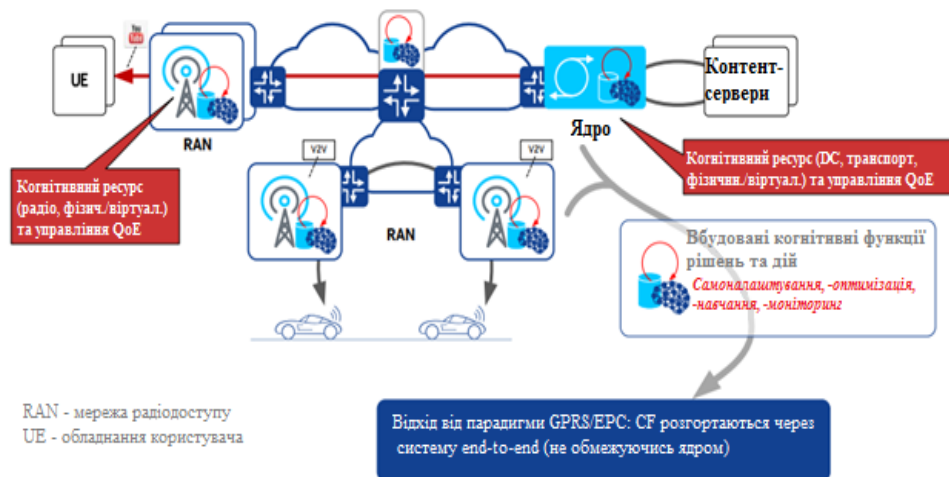 You
Tube
UE
RAN
Контент-
сервери
Ядро
V2V
V2V
Когнітивний ресурс
(радіо, фізич./віртуал.)
та управління QoE
Когнітивний ресурс (DC, транспорт,
фізичн./віртуал.) та управління QoE
RAN
Вбудовані когнітивні функції
рішень та дій
Самоналаштування, -оптимізація,
-навчання, -моніторинг
RAN - мережа радіодоступу
UE - обладнання користувача
Відхід від парадигми GPRS/EPC: CF розгортаються через
систему end-to-end (не обмежуючись ядром)